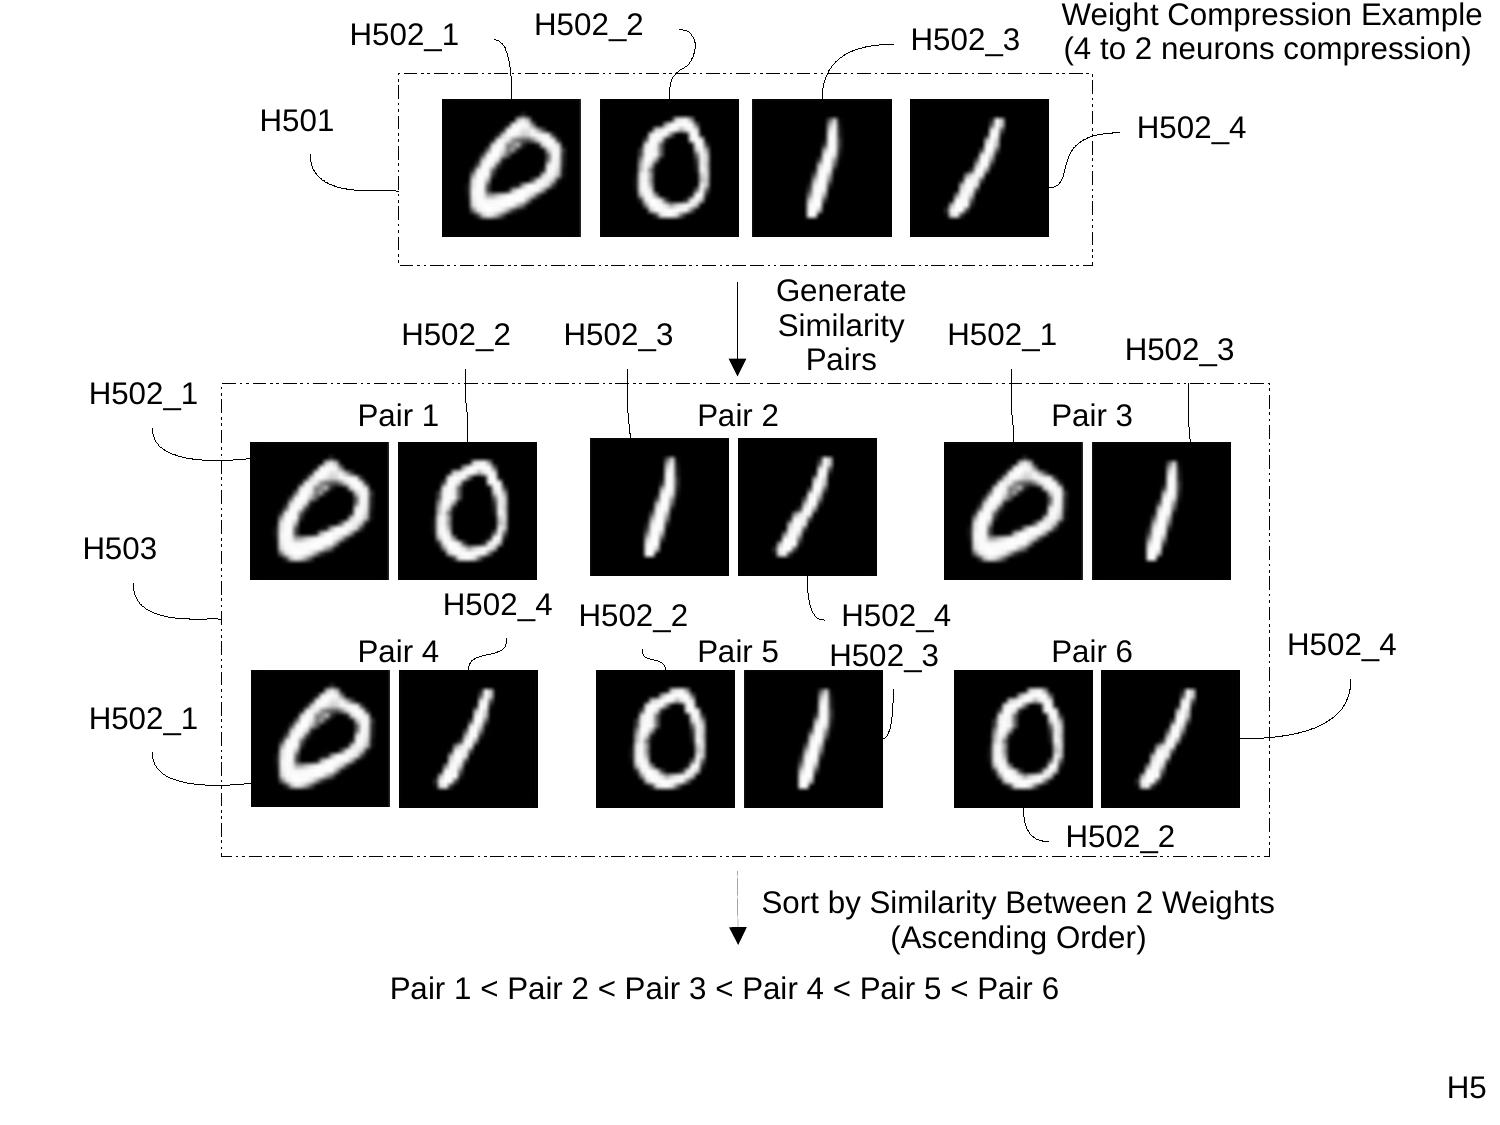 Weight Compression Example
(4 to 2 neurons compression)
H502_1
H502_2
H502_3
H501
H502_4
Generate
Similarity
Pairs
H502_2
H502_3
H502_1
H502_3
H502_1
Pair 1
Pair 2
Pair 3
H503
H502_4
H502_2
H502_4
Pair 4
Pair 5
H502_3
Pair 6
H502_4
H502_1
H502_2
Sort by Similarity Between 2 Weights
(Ascending Order)
Pair 1 < Pair 2 < Pair 3 < Pair 4 < Pair 5 < Pair 6
H5